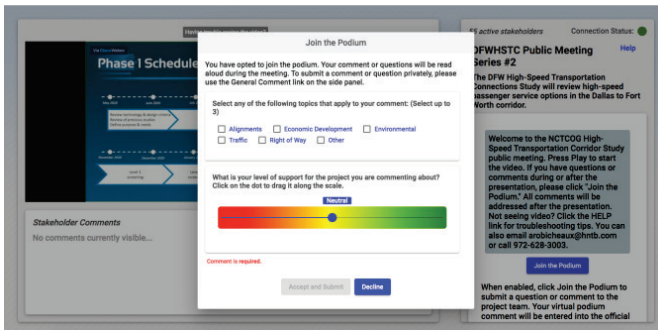 Join the Podium
You have opted to join the podium. Your comment or questions will be read
aloud during the meeting. To submit a comment or question privately, please
use the General Comment link on the side panel.
Select any of the following topics that apply to your comment: (Select up to
3)
Alignments Economic Development Environmental
Traffic Right of Way Other
What is your level of support for the project you are commenting about?
Click on the dot to drag it along the scale.
Neutral
Comment is required.
Accept and Submit Decline
Phase 1 Schedule
Stakeholder Comments
No comments currently visible...
active stakeholders Connection Status:
DFWHSTC Public Meeting Help
Series #2
The DFW High-Speed Transportation
Connections Study will review high-speed
passenger service options in the Dallas to Fort
Worth corridor.
Welcome to the NCTCOG High-
Speed Transportation Corridor Study
public meeting. Press Play to start
the video. If you have questions or
comments during or after the
presentation, please click "Join the
Podium." All comments will be
addressed after the presentation.
Not seeing video? Click the HELP
link for troubleshooting tips. You can
also email arobicheaux@hntb.com
or call 972-628-3003.
Join the Podium
When enabled, click Join the Podium to
submit a question or comment to the
project team. Your virtual podium
comment will be entered into the official